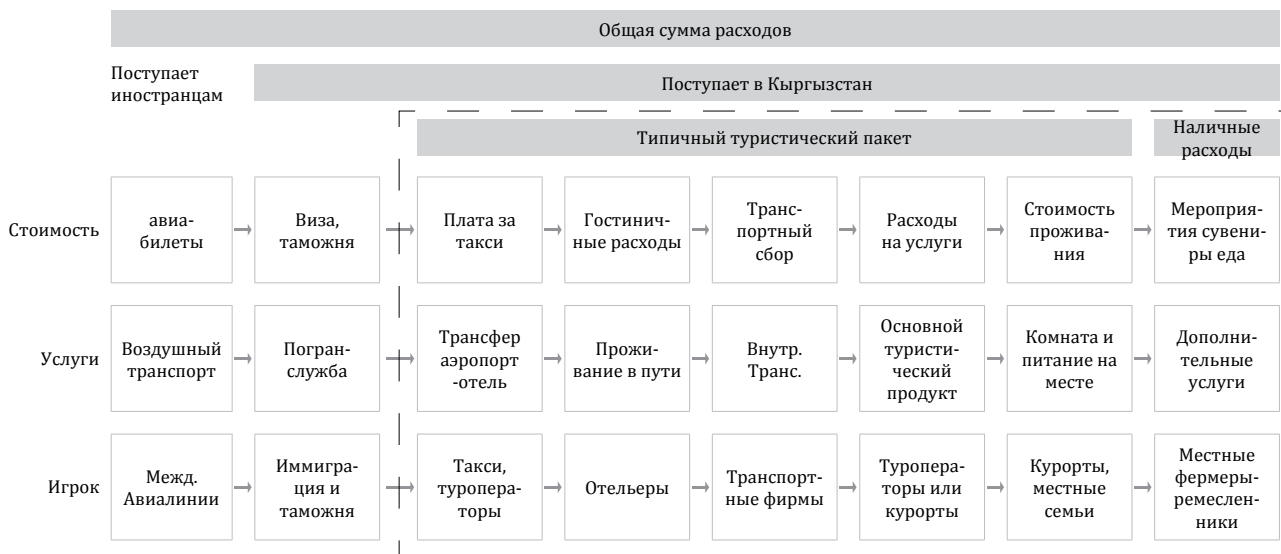 Общая сумма расходов
Поступает
иностранцам
Поступает в Кыргызстан
Типичный туристический пакет
Наличные
расходы
Стоимость
авиа-
билеты
Виза,
таможня
Плата за
такси
Гостинич-
ные расходы
Транс-
портный
сбор
Расходы
на услуги
Стоимость
прожива-
ния
Меропри-
тия сувени-
ры еда
Услуги
Воздушный
транспорт
Погран-
служба
Трансфер
аэропорт
-отель
Прожи-
вание в пути
Внутр.
Транс.
Основной
туристи-
ческий
продукт
Комната и
питание на
месте
Дополни-
тельные
услуги
Игрок
Межд.
Авиалинии
Иммигра-
ция и
таможня
Такси,
туропера-
торы
Отельеры
Транспорт-
ные фирмы
Туропера-
торы или
курорты
Курорты,
местные
семьи
Местные
фермеры-
ремеслен-
ники